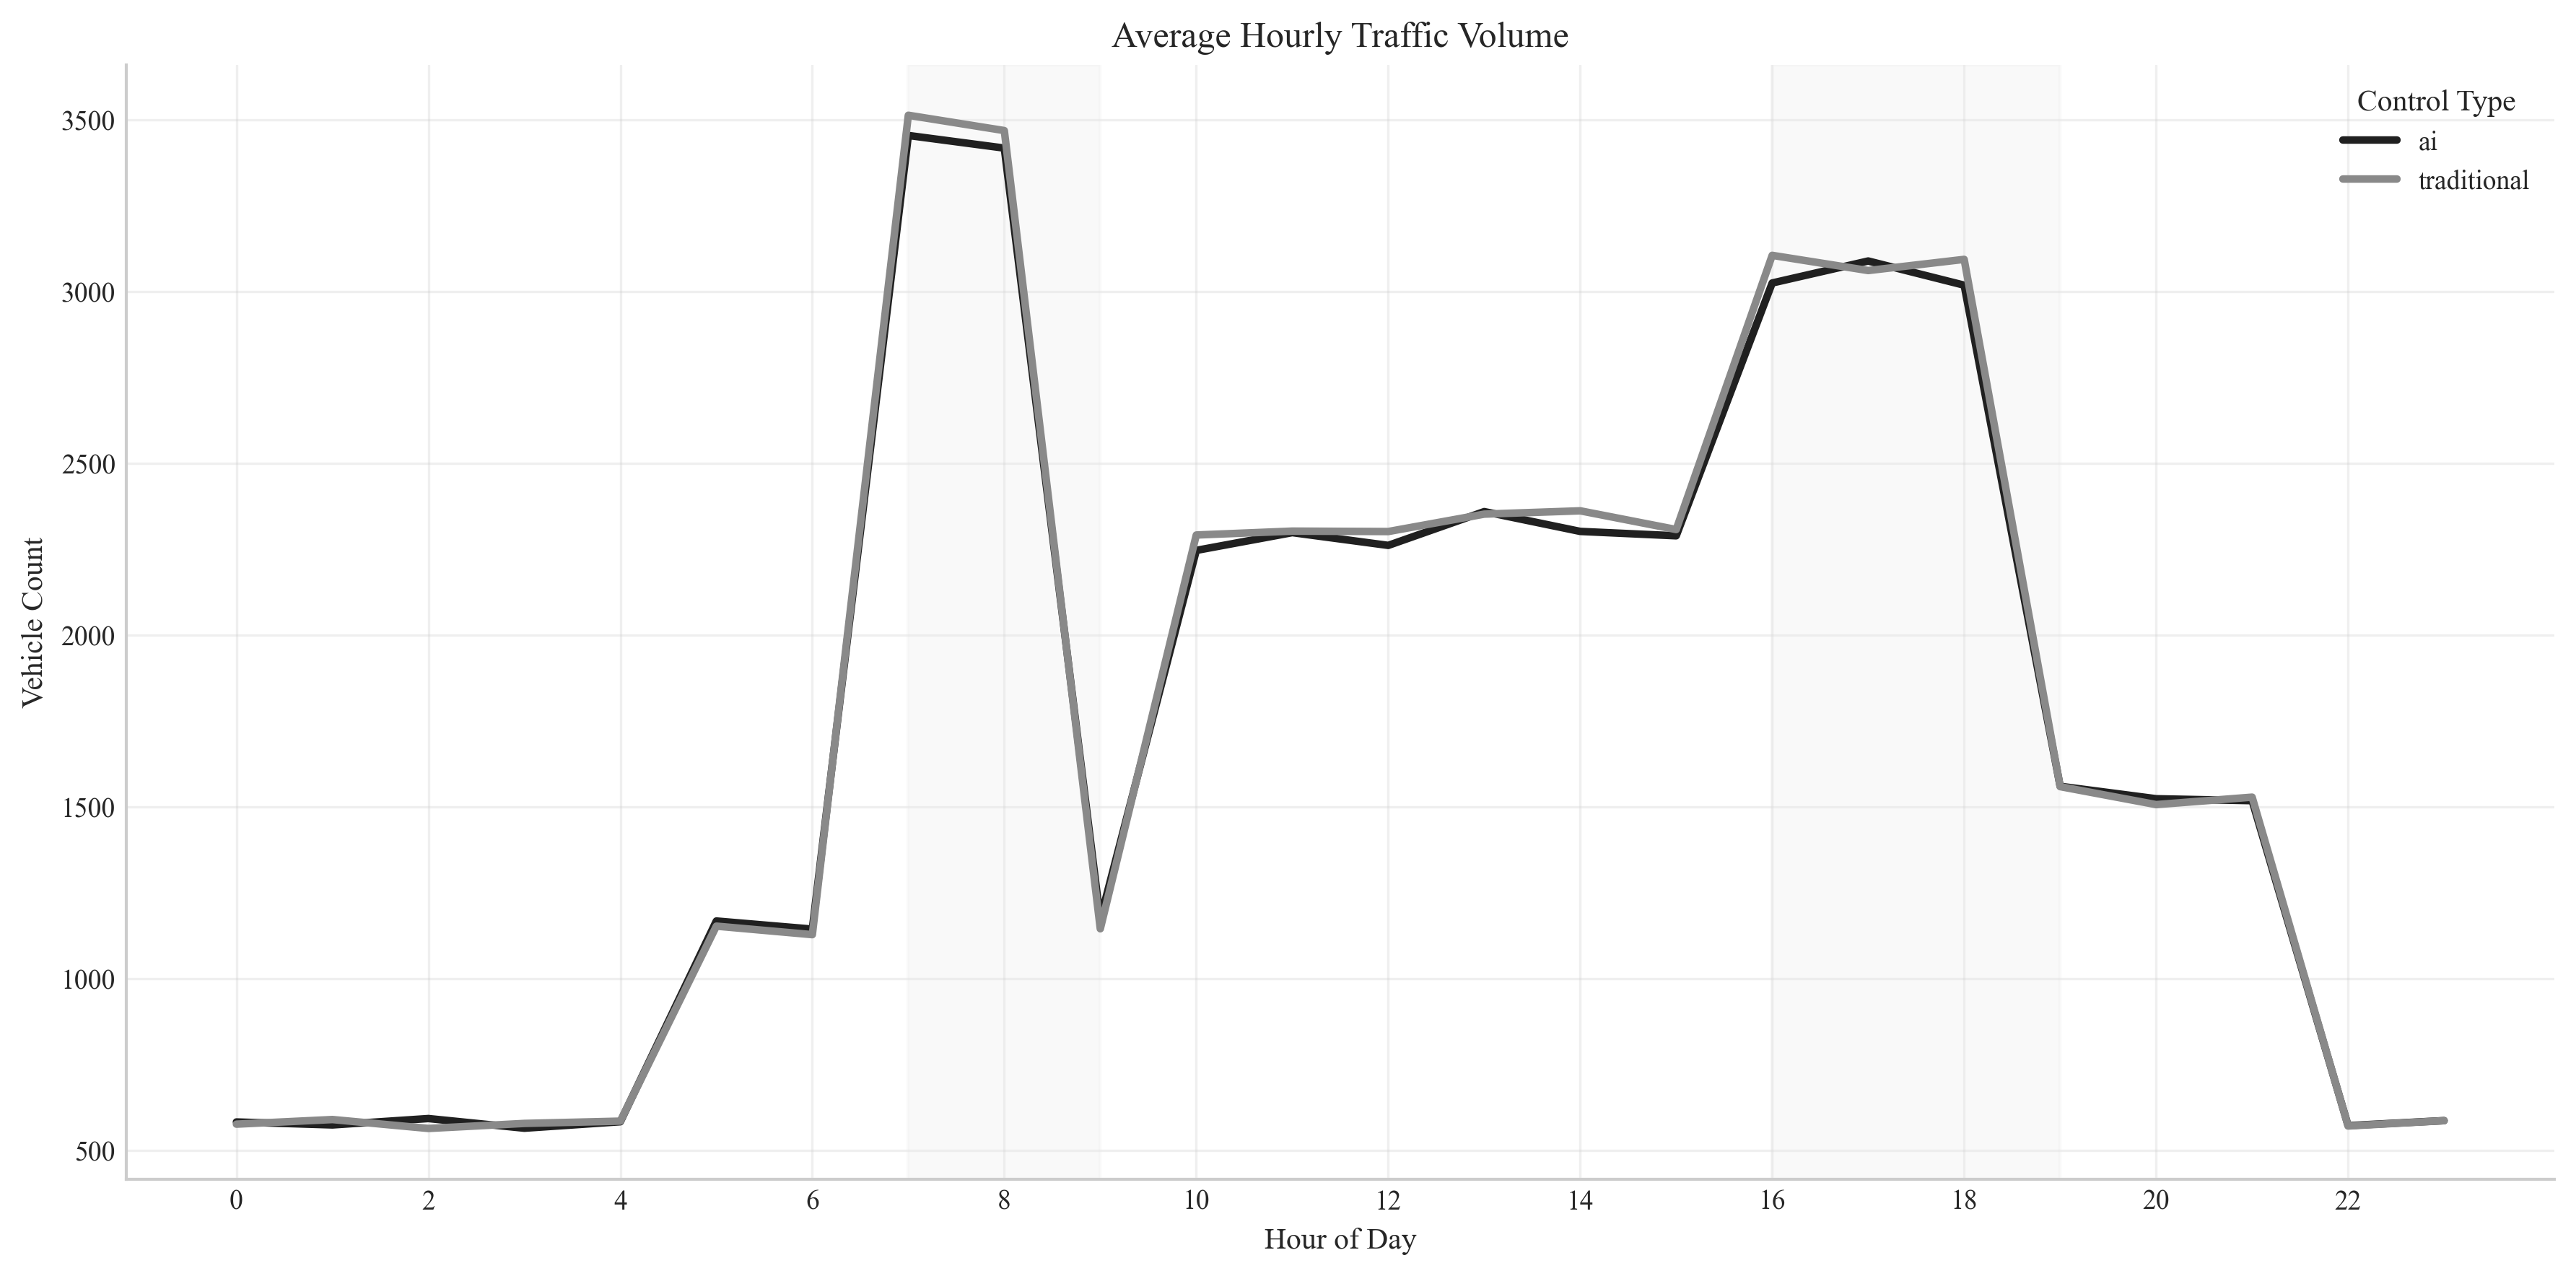 Average Hourly Traffic Volume
Control Type
ai
traditional
Vehicle Count
3500
3000
2500
2000
1500
1000
500
0 2 4 6 8 10 12 14 16 18 20 22
Hour of Day